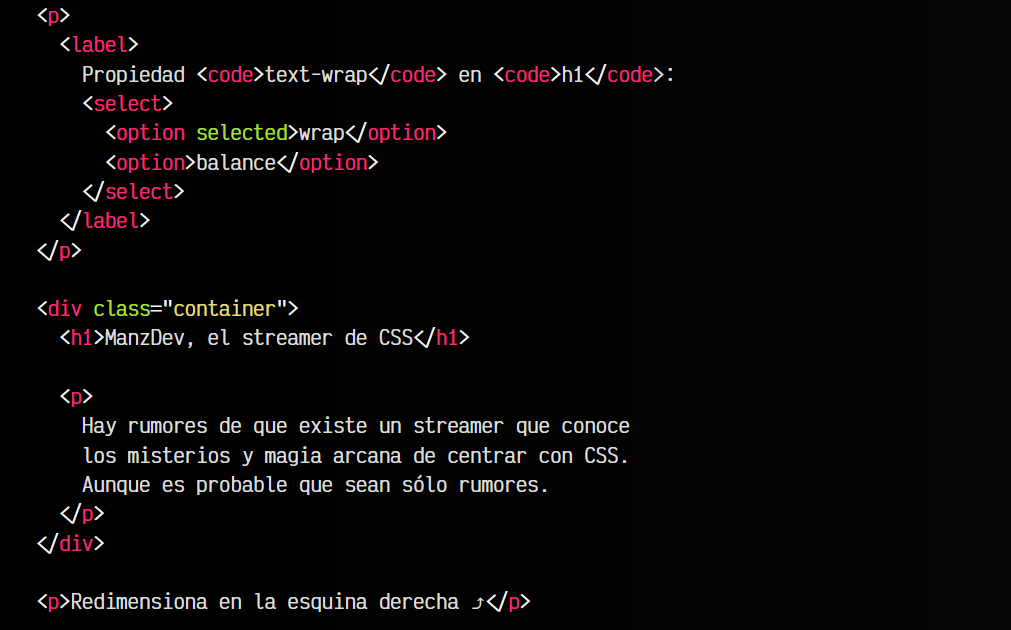 <p>
<label>
Propiedad <code>text-wrap</code> en <code>h1</code>:
<select>
<option selected>wrap</option>
<option>balance</option>
</select>
</label>
</p>
<div class="container">
<h1>ManzDev, el streamer de CSS</h1>
<p>
Hay rumores de que existe un streamer que conoce
los misterios y magia arcana de centrar con CSS.
Aunque es probable que sean sólo rumores.
</p>
</div>
<p>Redimensiona en la esquina derecha ⤴</p>